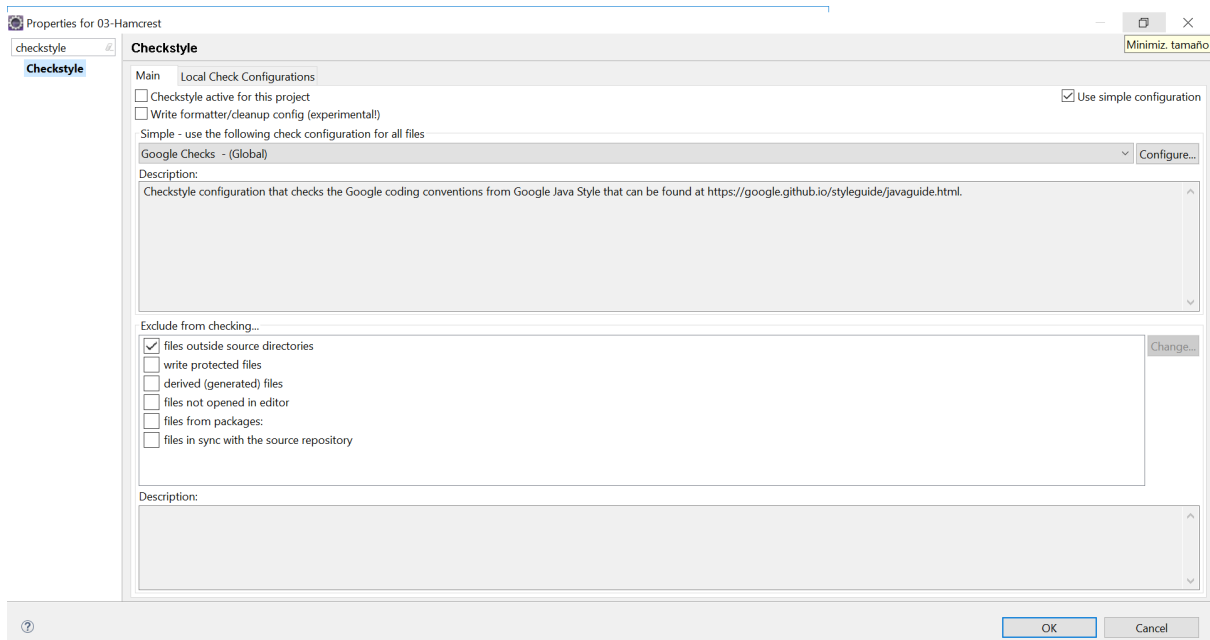 Properties for 03-Hamcrest
Minimiz. tamaño
checkstyle
Checkstyle
Checkstyle
Main
Local Check Configurations
Checkstyle active for this project
Use simple configuration
Write formatter/cleanup config (experimental!)
Simple - use the following check configuration for all files
Google Checks - (Global)
Configure...
Description:
Checkstyle configuration that checks the Google coding conventions from Google Java Style that can be found at https://google.github.io/styleguide/javaguide.html.
Exclude from checking...
files outside source directories
Change...
write protected files
derived (generated) files
files not opened in editor
files from packages:
files in sync with the source repository
Description:
OK
Cancel